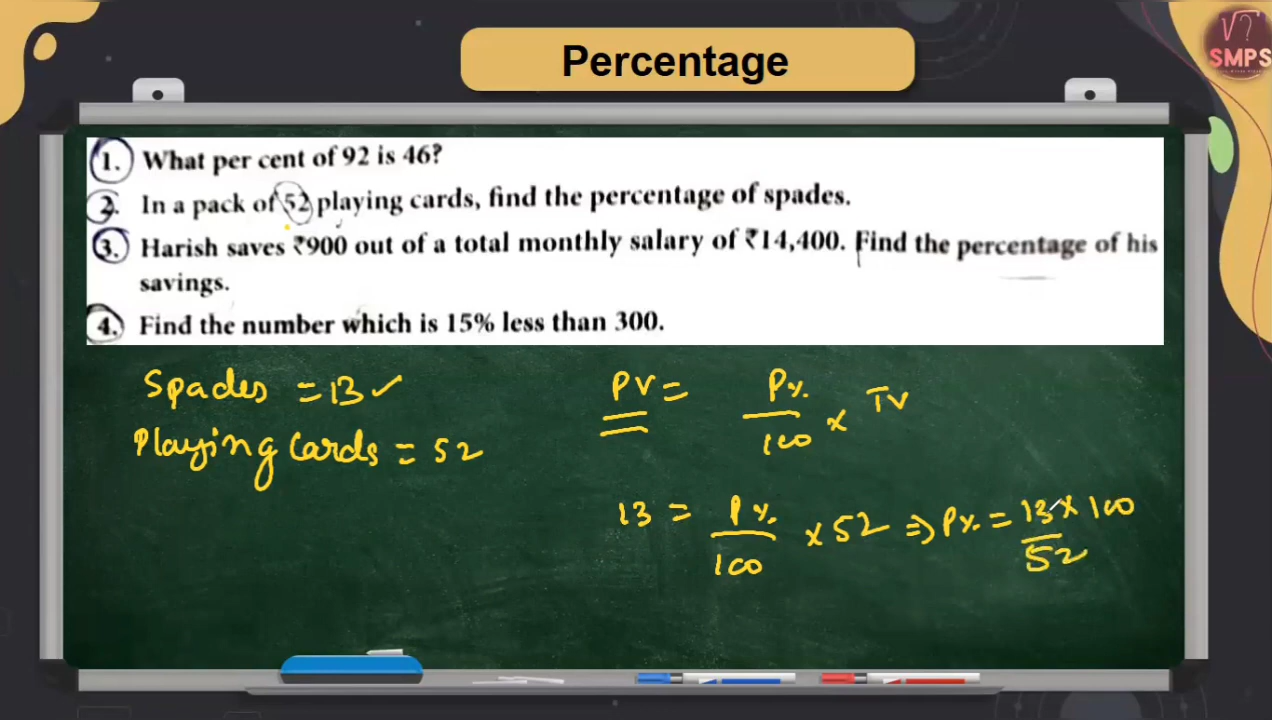 Percentage
√?
SMPS
1. What per cent of 92 is 46?
2. In a pack of 52 playing cards, find the percentage of spades.
3. Harish saves ₹900 out of a total monthly salary of ₹14,400. Find the percentage of his
savings.
4. Find the number which is 15% less than 300.
Spades = 13 ✓
Playing Cards = 52
PV = P% / 100 × TV
13 = P% / 100 × 52 ⇒ P% = 13 × 100 / 52